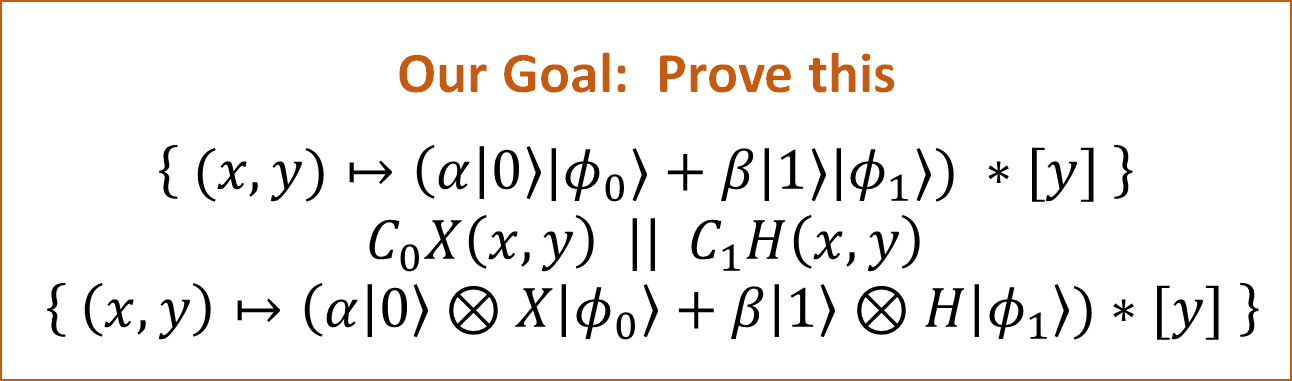 Our Goal: Prove this
{ (x, y) ↦ (α|0⟩|ϕ₀⟩ + β|1⟩|ϕ₁⟩) ∗ [y] }
C₀X(x, y) || C₁H(x, y)
{ (x, y) ↦ (α|0⟩ ⊗ X|ϕ₀⟩ + β|1⟩ ⊗ H|ϕ₁⟩) ∗ [y] }